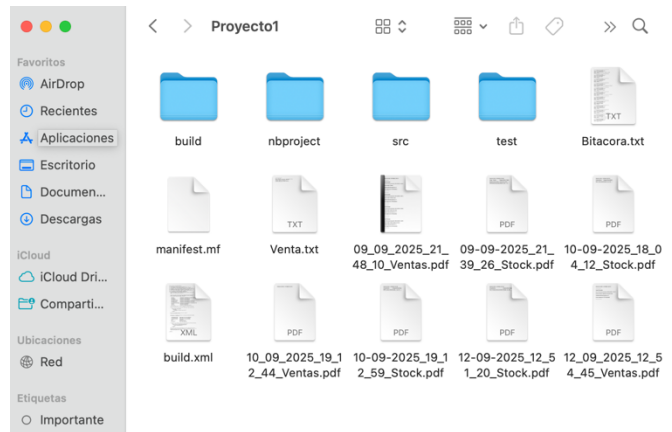 Proyecto1
Favoritos
AirDrop
Recientes
Aplicaciones
Escritorio
Documen...
Descargas
iCloud
iCloud Dri...
Comparti...
Ubicaciones
Red
Etiquetas
Importante
build
nbproject
src
test
TXT
Bitacora.txt
manifest.mf
TXT
Venta.txt
09_09_2025_21_
48_10_Ventas.pdf
PDF
09-09-2025_21_
39_26_Stock.pdf
PDF
10-09-2025_18_0
4_12_Stock.pdf
XML
build.xml
PDF
10_09_2025_19_1
2_44_Ventas.pdf
PDF
10-09-2025_19_1
2_59_Stock.pdf
PDF
12-09-2025_12_5
1_20_Stock.pdf
PDF
12_09_2025_12_5
4_45_Ventas.pdf